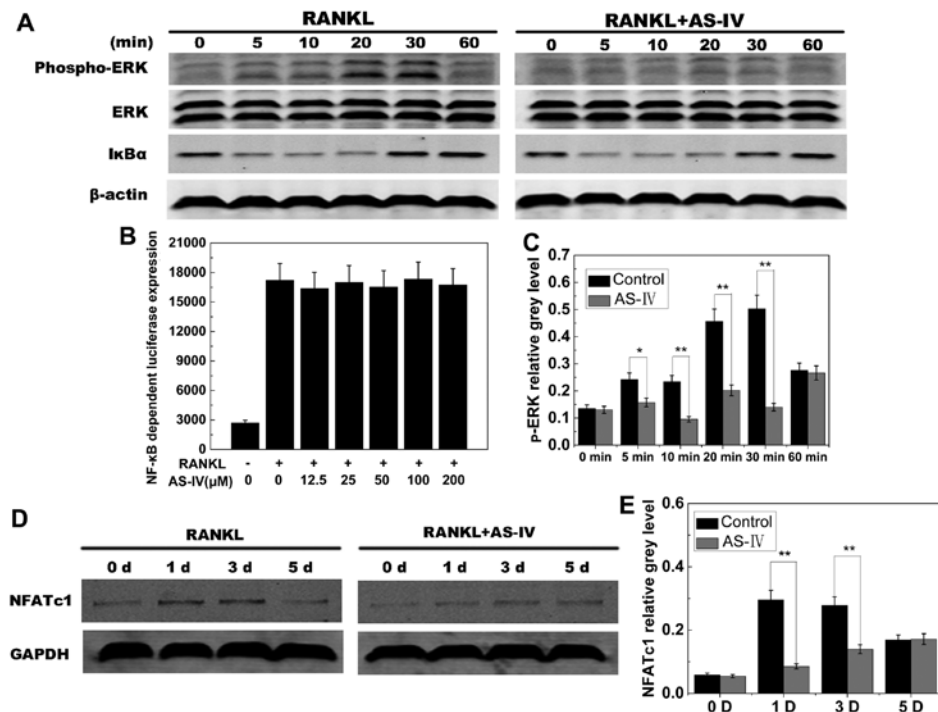 A
RANKL
RANKL+AS-IV
(min) 0 5 10 20 30 60
0 5 10 20 30 60
Phospho-ERK
ERK
IκBα
β-actin
B
NF-κB dependent luciferase expression
21000
18000
15000
12000
9000
6000
3000
0
RANKL - + + + + + +
AS-IV(μM) 0 0 12.5 25 50 100 200
C
p-ERK relative grey level
0.7
0.6
0.5
0.4
0.3
0.2
0.1
0.0
Control
AS-Ⅳ
*
**
**
**
0 min 5 min 10 min 20 min 30 min 60 min
D
RANKL
RANKL+AS-IV
0 d 1 d 3 d 5 d
0 d 1 d 3 d 5 d
NFATc1
GAPDH
E
NFATc1 relative grey level
0.6
0.4
0.2
0.0
Control
AS-Ⅳ
**
**
0 D 1 D 3 D 5 D